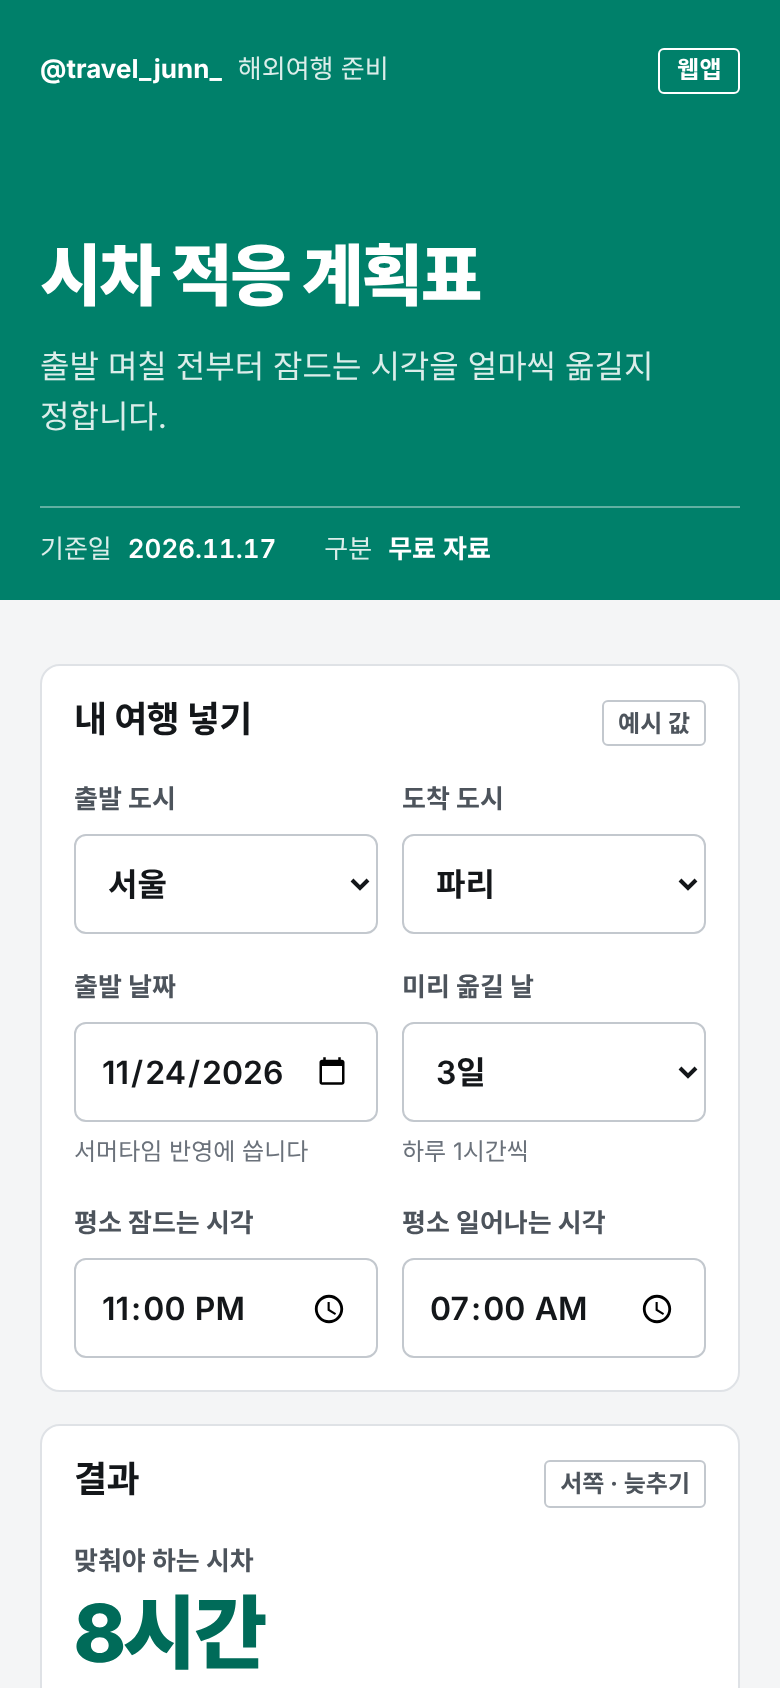 @travel_junn_ 해외여행 준비
웹앱
시차 적응 계획표
출발 며칠 전부터 잠드는 시각을 얼마씩 옮길지
정합니다.
기준일 2026.11.17 구분 무료 자료
내 여행 넣기
예시 값
출발 도시
도착 도시
서울
파리
출발 날짜
미리 옮길 날
11/24/2026
3일
서머타임 반영에 씁니다
하루 1시간씩
평소 잠드는 시각
평소 일어나는 시각
11:00 PM
07:00 AM
결과
서쪽 · 늦추기
맞춰야 하는 시차
8시간